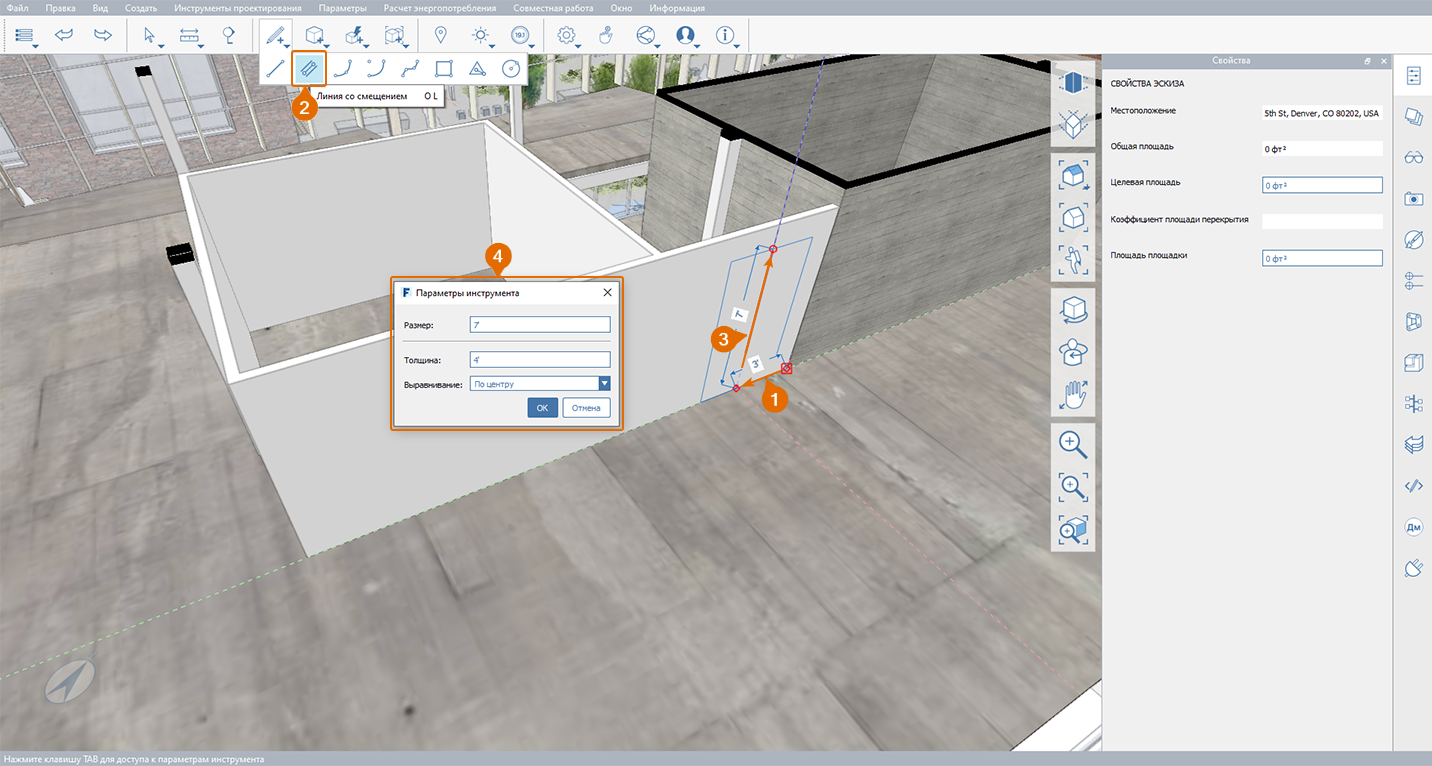 Файл Правка Вид Создать Инструменты проектирования Параметры Расчет энергопотребления Совместная работа Окно Информация
19.1
Свойства
2
Линия со смещением O L
СВОЙСТВА ЭСКИЗА
Местоположение 5th St, Denver, CO 80202, USA
Общая площадь 0 фт²
Целевая площадь 0 фт²
Коэффициент площади перекрытия
Площадь площадки 0 фт²
4
F Параметры инструмента
Размер: 7'
Толщина: 4'
Выравнивание: По центру
OK Отмена
7'
3
3'
1
Дм
Нажмите клавишу TAB для доступа к параметрам инструмента